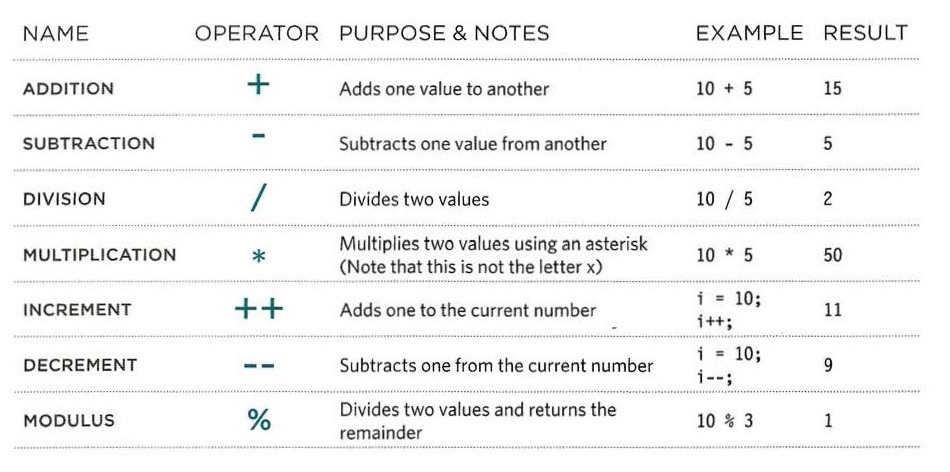 NAME OPERATOR PURPOSE & NOTES EXAMPLE RESULT
ADDITION + Adds one value to another 10 + 5 15
SUBTRACTION - Subtracts one value from another 10 - 5 5
DIVISION / Divides two values 10 / 5 2
MULTIPLICATION * Multiplies two values using an asterisk (Note that this is not the letter x) 10 * 5 50
INCREMENT ++ Adds one to the current number i = 10; i++; 11
DECREMENT -- Subtracts one from the current number i = 10; i--; 9
MODULUS % Divides two values and returns the remainder 10 % 3 1